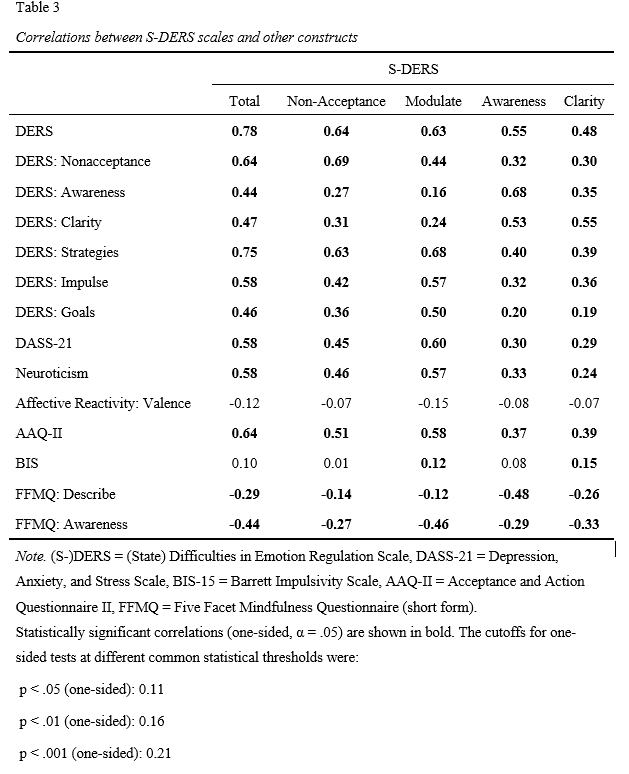 Table 3
Correlations between S-DERS scales and other constructs
S-DERS
Total Non-Acceptance Modulate Awareness Clarity
DERS 0.78 0.64 0.63 0.55 0.48
DERS: Nonacceptance 0.64 0.69 0.44 0.32 0.30
DERS: Awareness 0.44 0.27 0.16 0.68 0.35
DERS: Clarity 0.47 0.31 0.24 0.53 0.55
DERS: Strategies 0.75 0.63 0.68 0.40 0.39
DERS: Impulse 0.58 0.42 0.57 0.32 0.36
DERS: Goals 0.46 0.36 0.50 0.20 0.19
DASS-21 0.58 0.45 0.60 0.30 0.29
Neuroticism 0.58 0.46 0.57 0.33 0.24
Affective Reactivity: Valence -0.12 -0.07 -0.15 -0.08 -0.07
AAQ-II 0.64 0.51 0.58 0.37 0.39
BIS 0.10 0.01 0.12 0.08 0.15
FFMQ: Describe -0.29 -0.14 -0.12 -0.48 -0.26
FFMQ: Awareness -0.44 -0.27 -0.46 -0.29 -0.33
Note. (S-)DERS = (State) Difficulties in Emotion Regulation Scale, DASS-21 = Depression,
Anxiety, and Stress Scale, BIS-15 = Barrett Impulsivity Scale, AAQ-II = Acceptance and Action
Questionnaire II, FFMQ = Five Facet Mindfulness Questionnaire (short form).
Statistically significant correlations (one-sided, α = .05) are shown in bold. The cutoffs for one-
sided tests at different common statistical thresholds were:
p < .05 (one-sided): 0.11
p < .01 (one-sided): 0.16
p < .001 (one-sided): 0.21